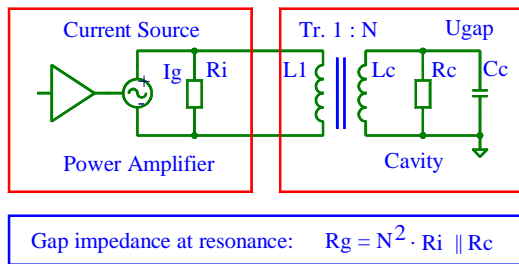 Current Source
Tr. 1 : N
Ugap
Ig
Ri
L1
Lc
Rc
Cc
+
-
Power Amplifier
Cavity
Gap impedance at resonance: Rg = N² · Ri || Rc